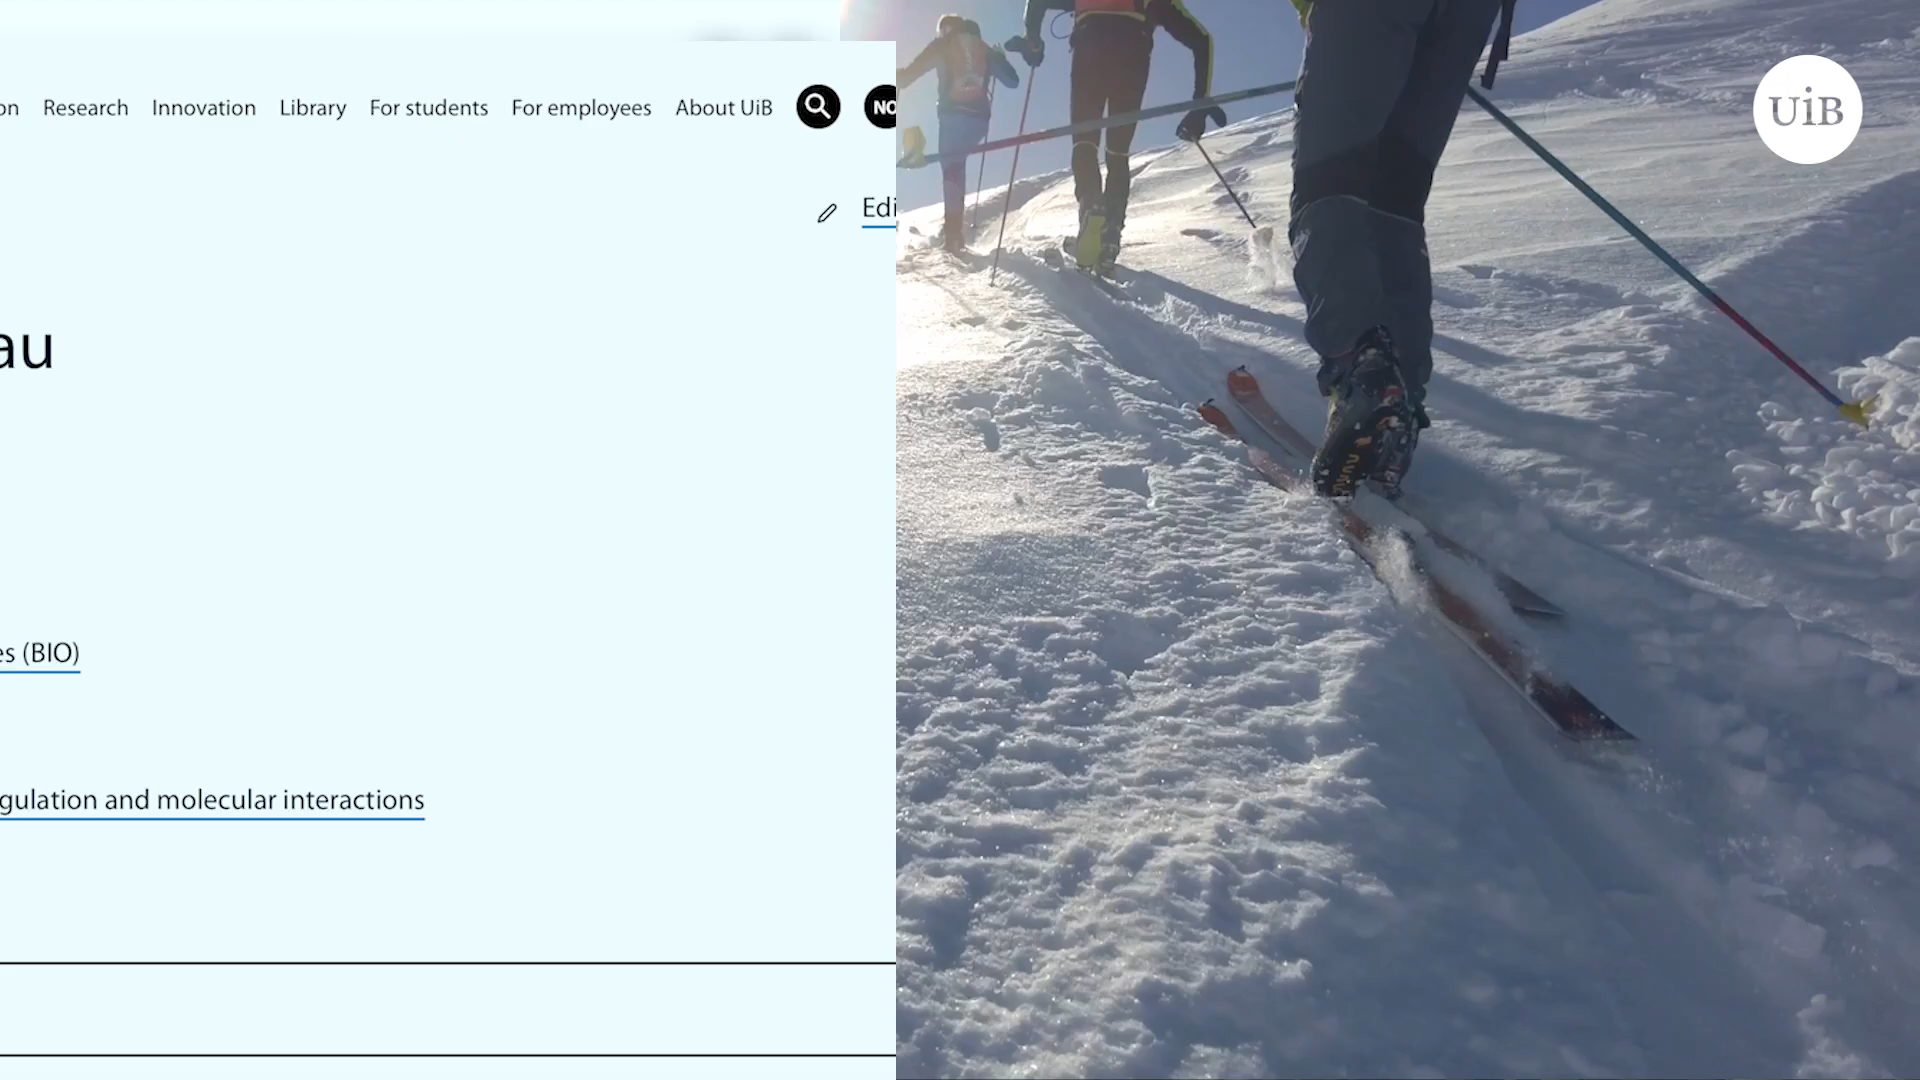 on Research Innovation Library For students For employees About UiB NO
UiB
Edi
au
es (BIO)
gulation and molecular interactions